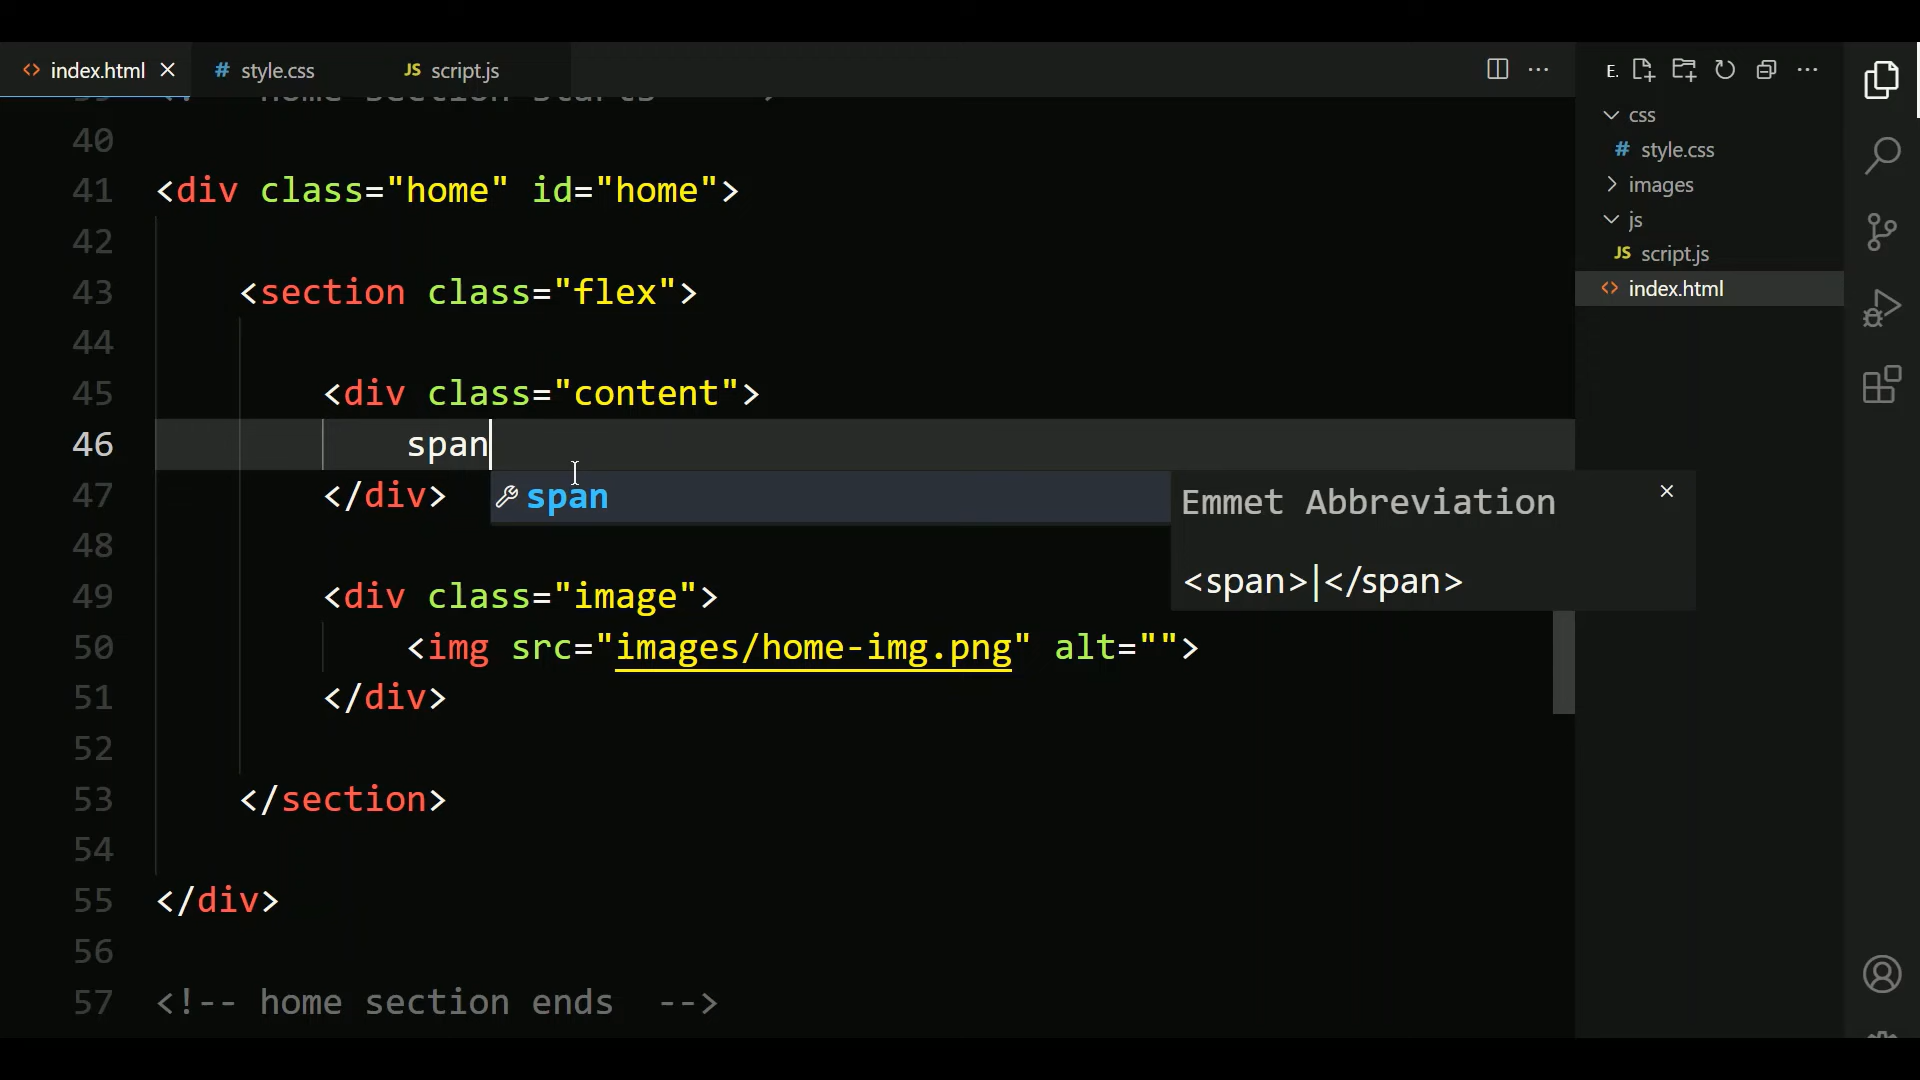 index.html
style.css
JS script.js
E.
css
style.css
images
js
JS script.js
index.html
40
41 <div class="home" id="home">
42
43 <section class="flex">
44
45 <div class="content">
46 span
span
47 </div>
Emmet Abbreviation
<span>|</span>
48
49 <div class="image">
50 <img src="images/home-img.png" alt="">
51 </div>
52
53 </section>
54
55 </div>
56
57 <!-- home section ends -->